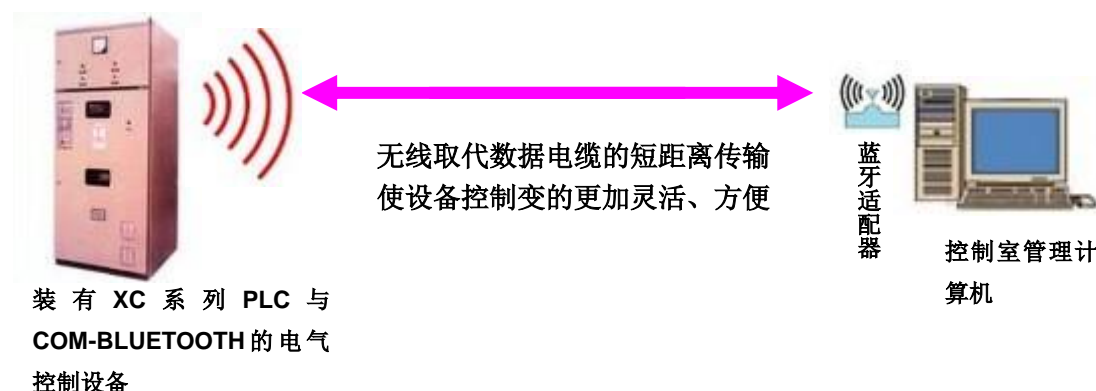 无线取代数据电缆的短距离传输
使设备控制变的更加灵活、方便
蓝牙适配器
控制室管理计
算机
装有 XC 系列 PLC 与
COM-BLUETOOTH 的电气
控制设备